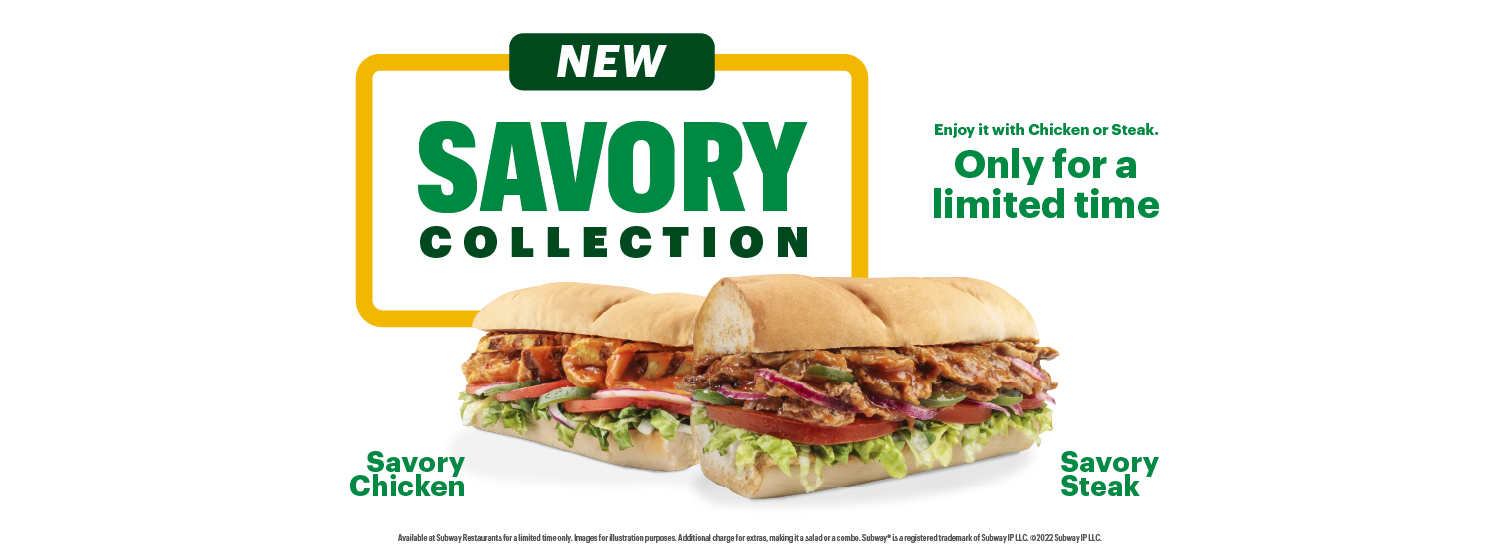 NEW
SAVORY
COLLECTION
Enjoy it with Chicken or Steak.
Only for a
limited time
Savory
Chicken
Savory
Steak
Available at Subway Restaurants for a limited time only. Images for illustration purposes. Additional charge for extras, making it a salad or a combo. Subway® is a registered trademark of Subway IP LLC. ©2022 Subway IP LLC.